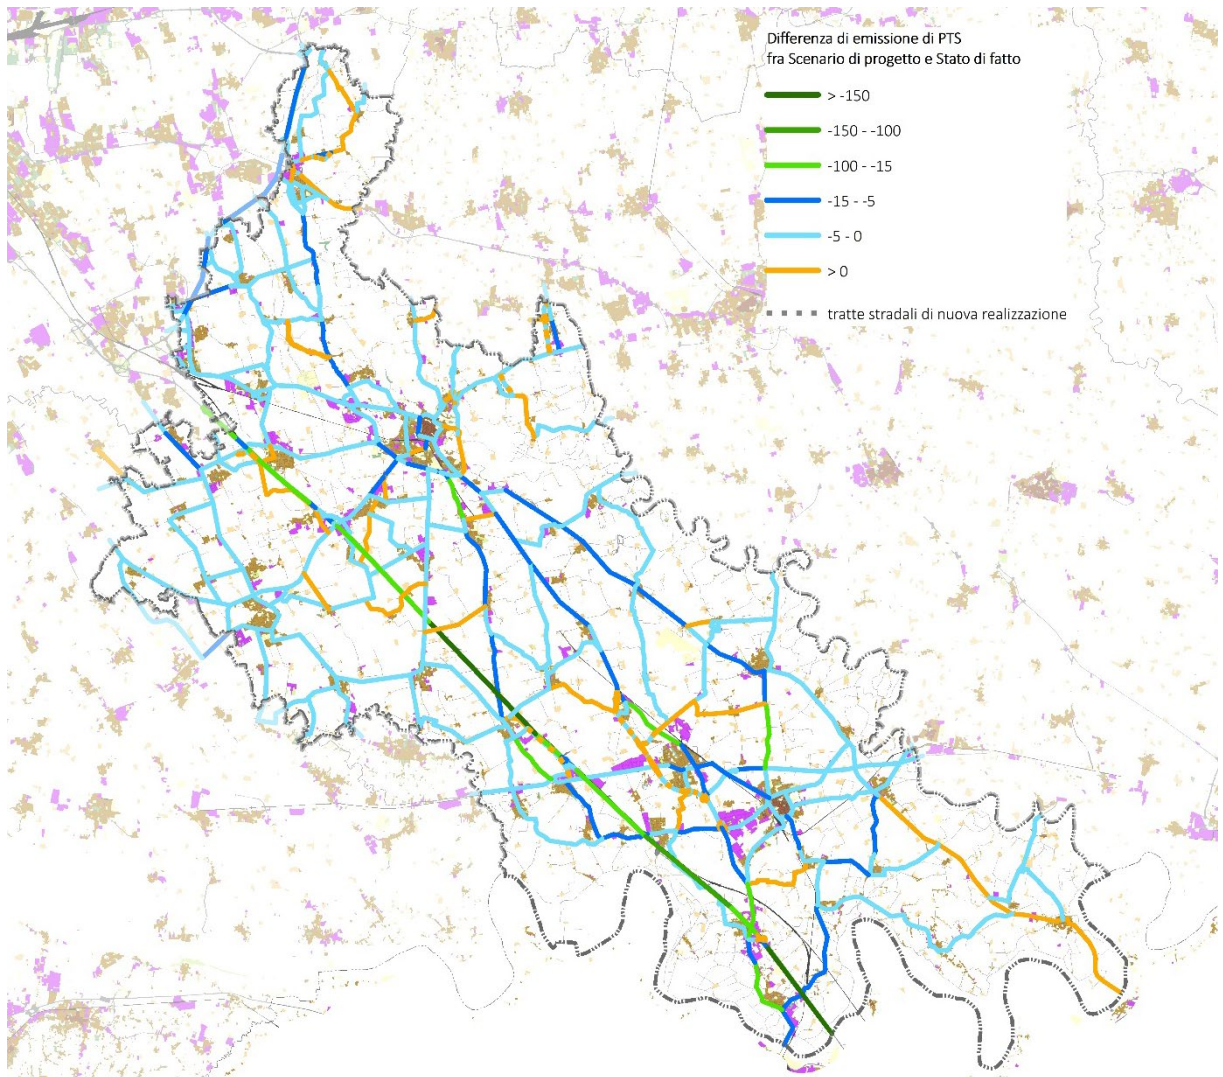 Differenza di emissione di PTS
fra Scenario di progetto e Stato di fatto
> -150
-150 - -100
-100 - -15
-15 - -5
-5 - 0
> 0
tratte stradali di nuova realizzazione